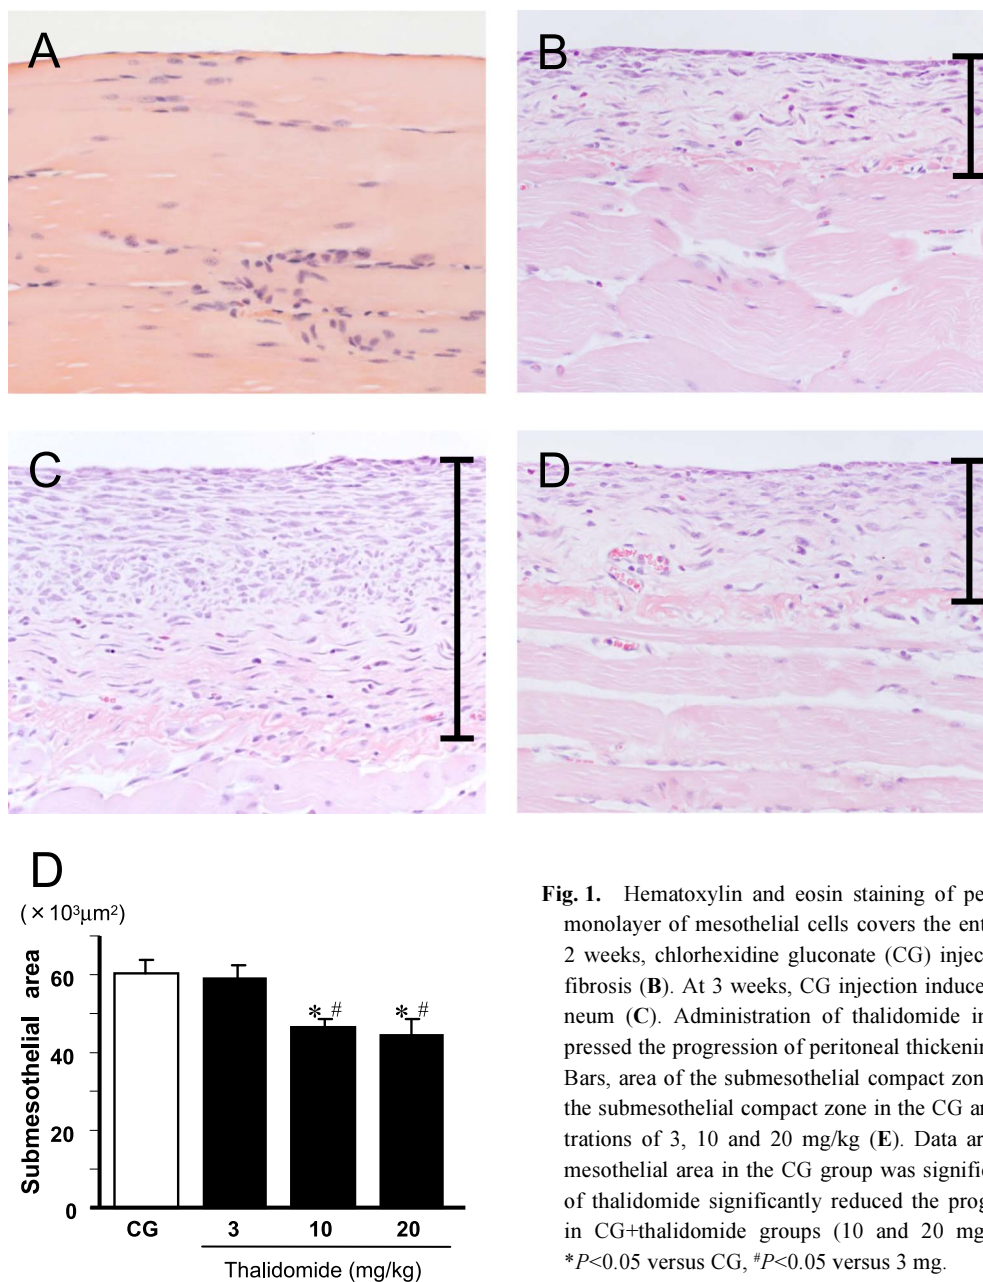 A
B
C
D
D
(×10³μm²)
Submesothelial area
60
40
20
0
CG
3
10
20
*
#
*
#
Thalidomide (mg/kg)
Fig. 1. Hematoxylin and eosin staining of pe
monolayer of mesothelial cells covers the ent
2 weeks, chlorhexidine gluconate (CG) injec
fibrosis (B). At 3 weeks, CG injection induce
neum (C). Administration of thalidomide in
pressed the progression of peritoneal thickenin
Bars, area of the submesothelial compact zon
the submesothelial compact zone in the CG an
trations of 3, 10 and 20 mg/kg (E). Data ar
mesothelial area in the CG group was signific
of thalidomide significantly reduced the prog
in CG+thalidomide groups (10 and 20 mg
*P<0.05 versus CG, #P<0.05 versus 3 mg.